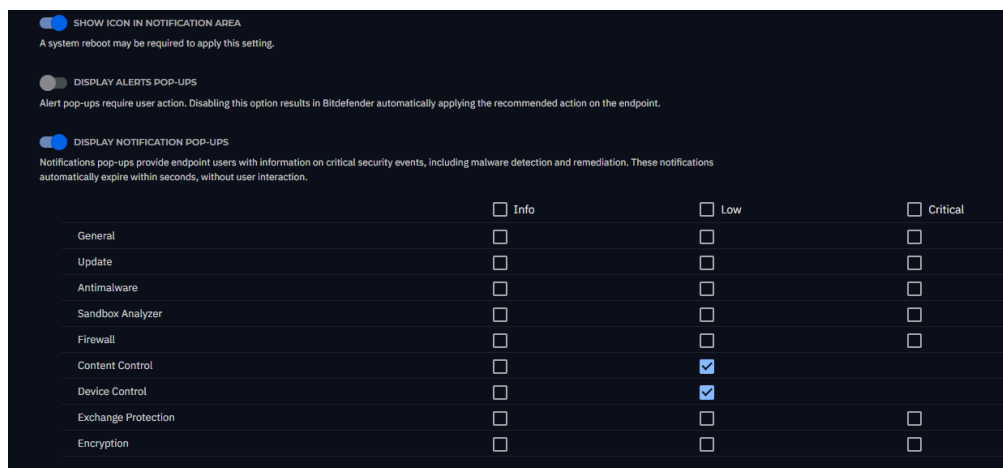 SHOW ICON IN NOTIFICATION AREA
A system reboot may be required to apply this setting.
DISPLAY ALERTS POP-UPS
Alert pop-ups require user action. Disabling this option results in Bitdefender automatically applying the recommended action on the endpoint.
DISPLAY NOTIFICATION POP-UPS
Notifications pop-ups provide endpoint users with information on critical security events, including malware detection and remediation. These notifications
automatically expire within seconds, without user interaction.
Info Low Critical
General
Update
Antimalware
Sandbox Analyzer
Firewall
Content Control
Device Control
Exchange Protection
Encryption